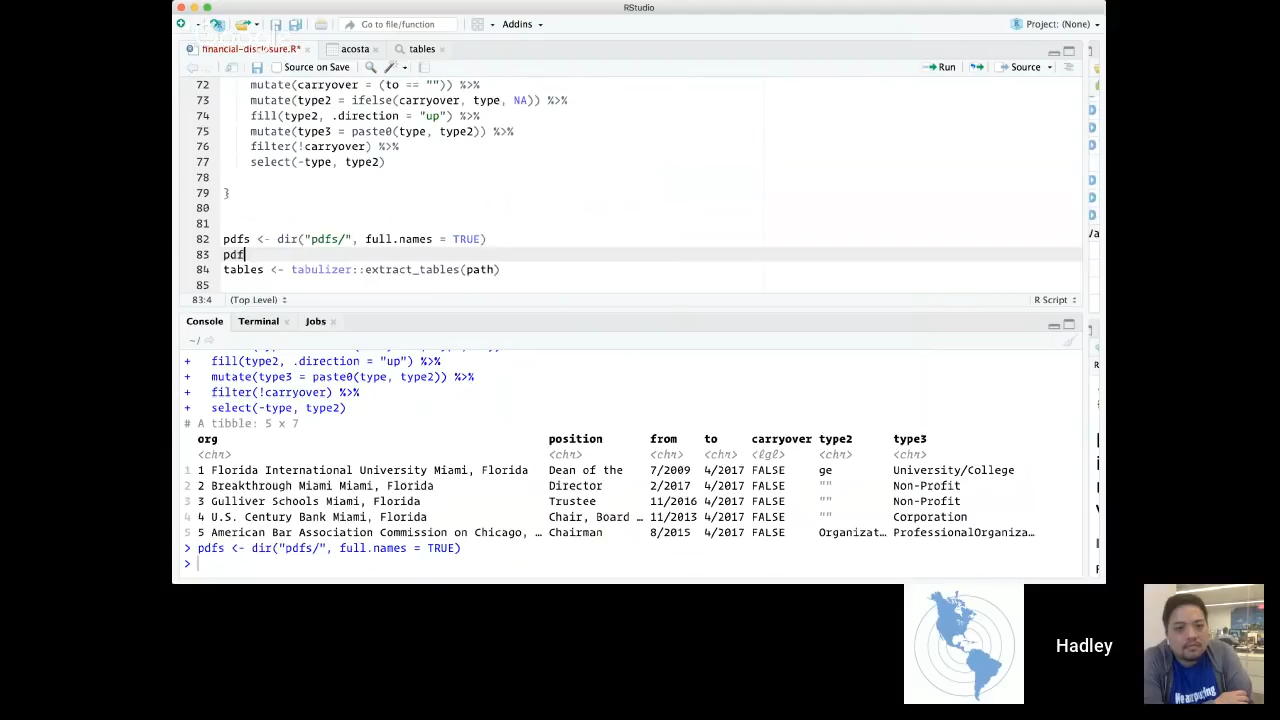 RStudio
Go to file/function
Addins
Project: (None)
financial-disclosure.R*
acosta
tables
Source on Save
Run
Source
72 mutate(carryover = (to == "")) %>%
73 mutate(type2 = ifelse(carryover, type, NA)) %>%
74 fill(type2, .direction = "up") %>%
75 mutate(type3 = paste0(type, type2)) %>%
76 filter(!carryover) %>%
77 select(-type, type2)
78
79 }
80
81
82 pdfs <- dir("pdfs/", full.names = TRUE)
83 pdf
84 tables <- tabulizer::extract_tables(path)
85
83:4 (Top Level) R Script
Console Terminal Jobs
~/
+ fill(type2, .direction = "up") %>%
+ mutate(type3 = paste0(type, type2)) %>%
+ filter(!carryover) %>%
+ select(-type, type2)
# A tibble: 5 x 7
org position from to carryover type2 type3
<chr> <chr> <chr> <chr> <lgl> <chr> <chr>
1 1 Florida International University Miami, Florida Dean of the 7/2009 4/2017 FALSE ge University/College
2 2 Breakthrough Miami Miami, Florida Director 2/2017 4/2017 FALSE "" Non-Profit
3 3 Gulliver Schools Miami, Florida Trustee 11/2016 4/2017 FALSE "" Non-Profit
4 4 U.S. Century Bank Miami, Florida Chair, Board … 11/2013 4/2017 FALSE "" Corporation
5 5 American Bar Association Commission on Chicago, … Chairman 8/2015 4/2017 FALSE Organizat… ProfessionalOrganiza…
> pdfs <- dir("pdfs/", full.names = TRUE)
>
Hadley